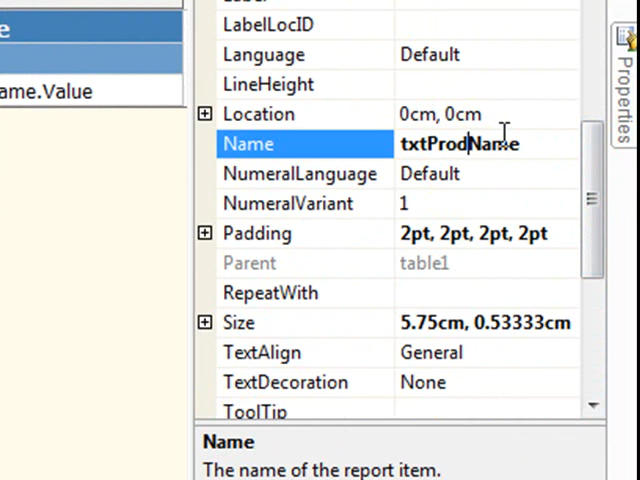 e
ame.Value
LabelLocID
Language Default
LineHeight
Location 0cm, 0cm
Name txtProdName
NumeralLanguage Default
NumeralVariant 1
Padding 2pt, 2pt, 2pt, 2pt
Parent table1
RepeatWith
Size 5.75cm, 0.53333cm
TextAlign General
TextDecoration None
ToolTip
Name
The name of the report item.
Properties